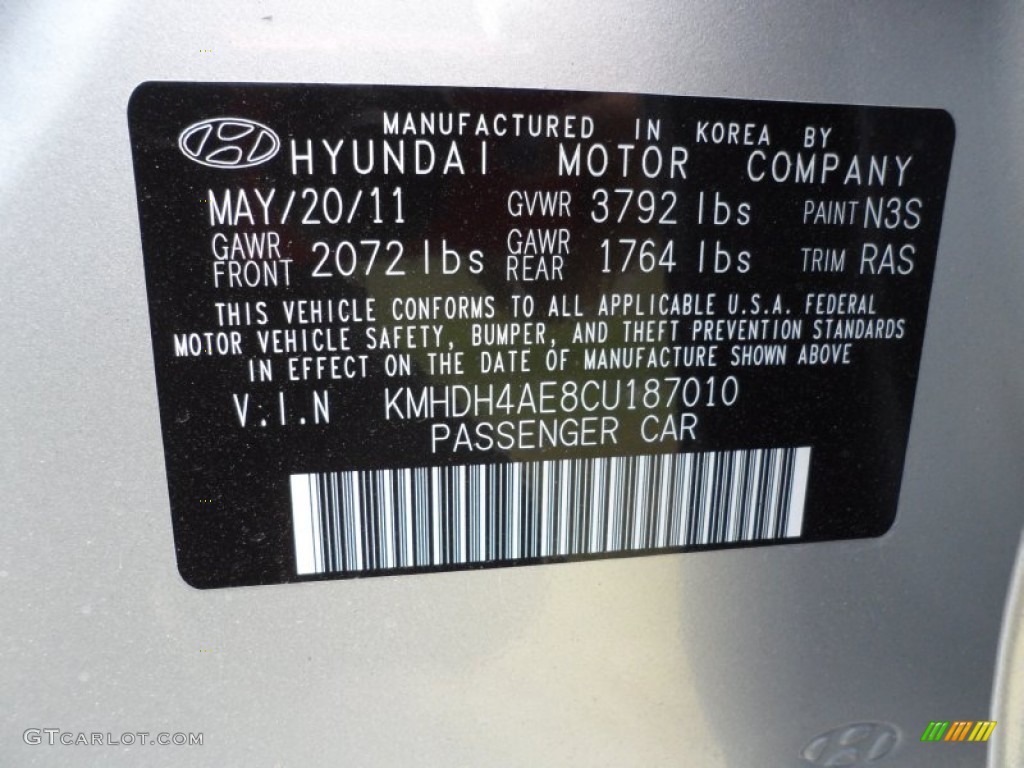 MANUFACTURED IN KOREA BY
HYUNDAI MOTOR COMPANY
MAY/20/11 GVWR 3792 lbs PAINT N3S
GAWR FRONT 2072 lbs GAWR REAR 1764 lbs TRIM RAS
THIS VEHICLE CONFORMS TO ALL APPLICABLE U.S.A. FEDERAL
MOTOR VEHICLE SAFETY, BUMPER, AND THEFT PREVENTION STANDARDS
IN EFFECT ON THE DATE OF MANUFACTURE SHOWN ABOVE
V.I.N KMHDH4AE8CU187010
PASSENGER CAR
GTCARLOT.COM